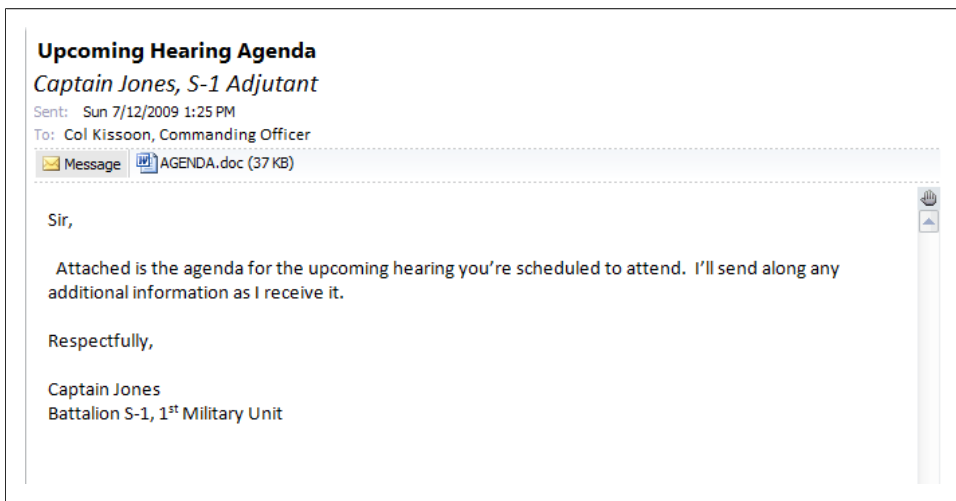 Upcoming Hearing Agenda
Captain Jones, S-1 Adjutant
Sent: Sun 7/12/2009 1:25 PM
To: Col Kissoon, Commanding Officer
Message AGENDA.doc (37 KB)
Sir,
Attached is the agenda for the upcoming hearing you're scheduled to attend. I'll send along any
additional information as I receive it.
Respectfully,
Captain Jones
Battalion S-1, 1st Military Unit